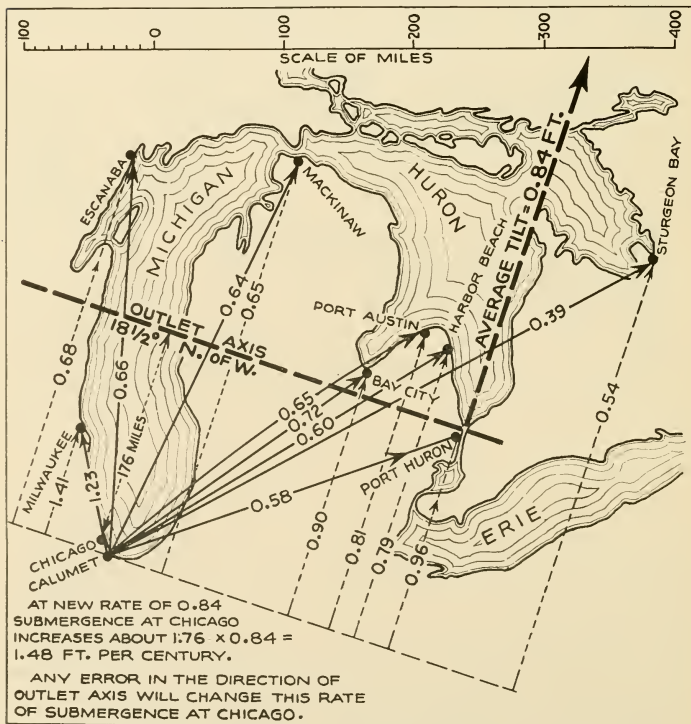 100
0
100
200
300
400
SCALE OF MILES
ESCANABA
MICHIGAN
MACKINAW
HURON
HARBOR BEACH
AVERAGE TILT = 0.84 FT.
STURGEON BAY
OUTLET AXIS
18 1/2° N. OF W.
0.64
0.65
PORT AUSTIN
0.39
0.68
0.66
BAY CITY
0.65
0.72
0.60
0.54
MILWAUKEE
176 MILES
PORT HURON
1.41
1.23
0.58
ERIE
0.90
0.81
0.79
0.96
CHICAGO
CALUMET
AT NEW RATE OF 0.84
SUBMERGENCE AT CHICAGO
INCREASES ABOUT 1.76 × 0.84 =
1.48 FT. PER CENTURY.
ANY ERROR IN THE DIRECTION OF
OUTLET AXIS WILL CHANGE THIS RATE
OF SUBMERGENCE AT CHICAGO.